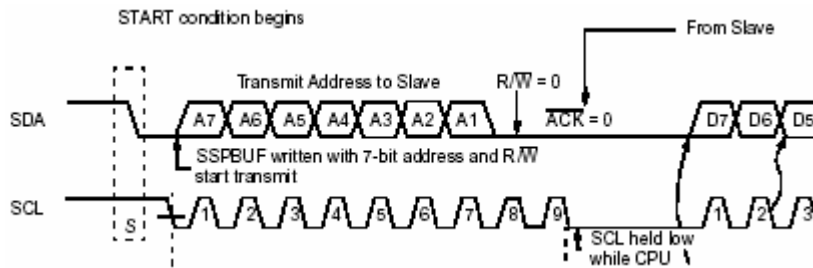 START condition begins
From Slave
Transmit Address to Slave
R/W̅ = 0
SDA
A7 A6 A5 A4 A3 A2 A1
A̅C̅K̅ = 0
D7 D6 D5
SSPBUF written with 7-bit address and R/W̅
start transmit
SCL
S
1 2 3 4 5 6 7 8 9
1 2 3
SCL held low
while CPU